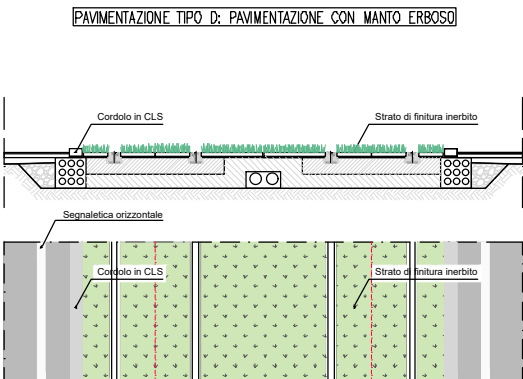 PAVIMENTAZIONE TIPO D: PAVIMENTAZIONE CON MANTO ERBOSO
Cordolo in CLS
Strato di finitura inerbito
Segnaletica orizzontale
Cordolo in CLS
Strato di finitura inerbito